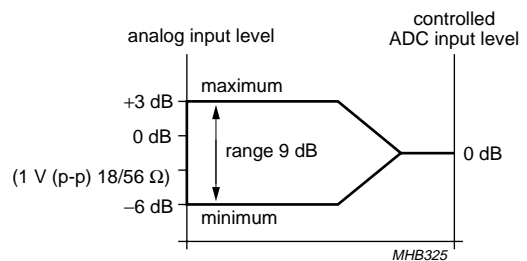 controlled
ADC input level
analog input level
maximum
+3 dB
0 dB
range 9 dB
0 dB
(1 V (p-p) 18/56 Ω)
−6 dB
minimum
MHB325